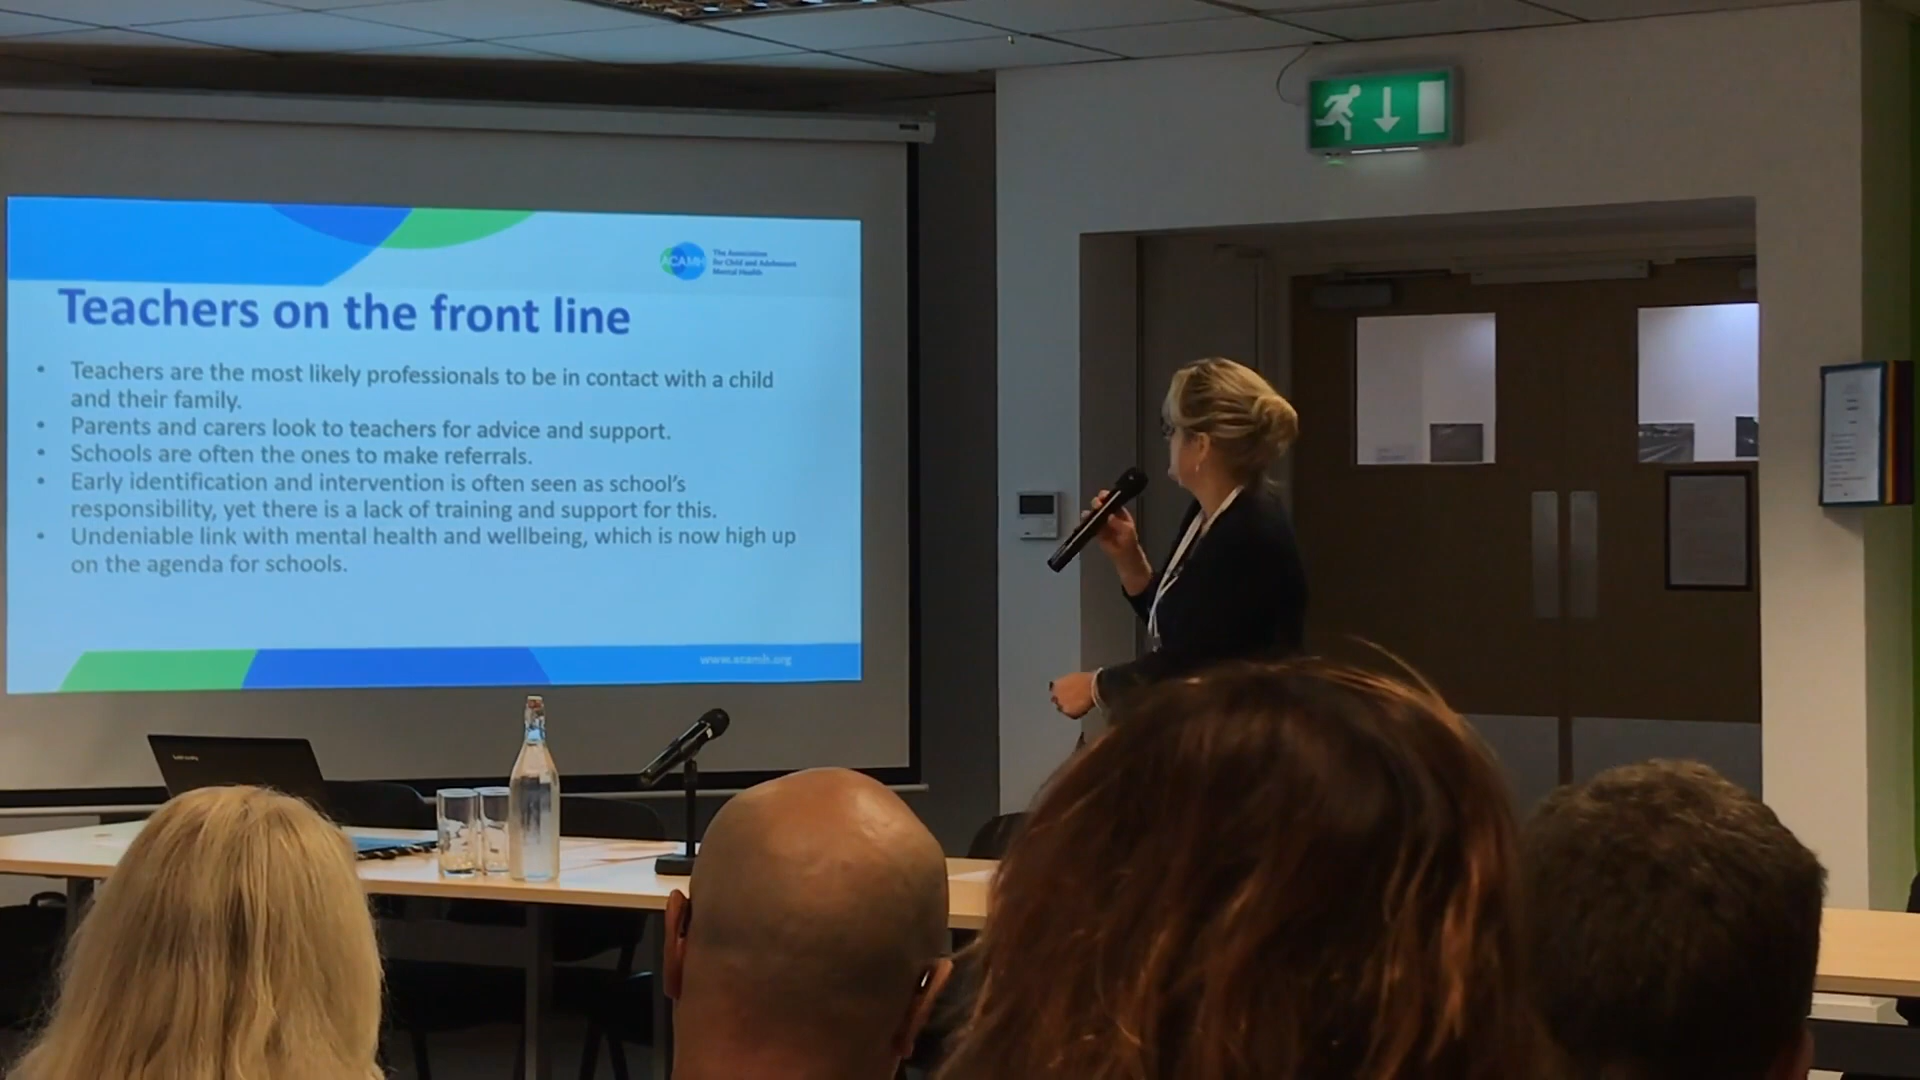 ACAMH
The Association
for Child and Adolescent
Mental Health
Teachers on the front line
• Teachers are the most likely professionals to be in contact with a child
and their family.
• Parents and carers look to teachers for advice and support.
• Schools are often the ones to make referrals.
• Early identification and intervention is often seen as school's
responsibility, yet there is a lack of training and support for this.
• Undeniable link with mental health and wellbeing, which is now high up
on the agenda for schools.
www.acamh.org